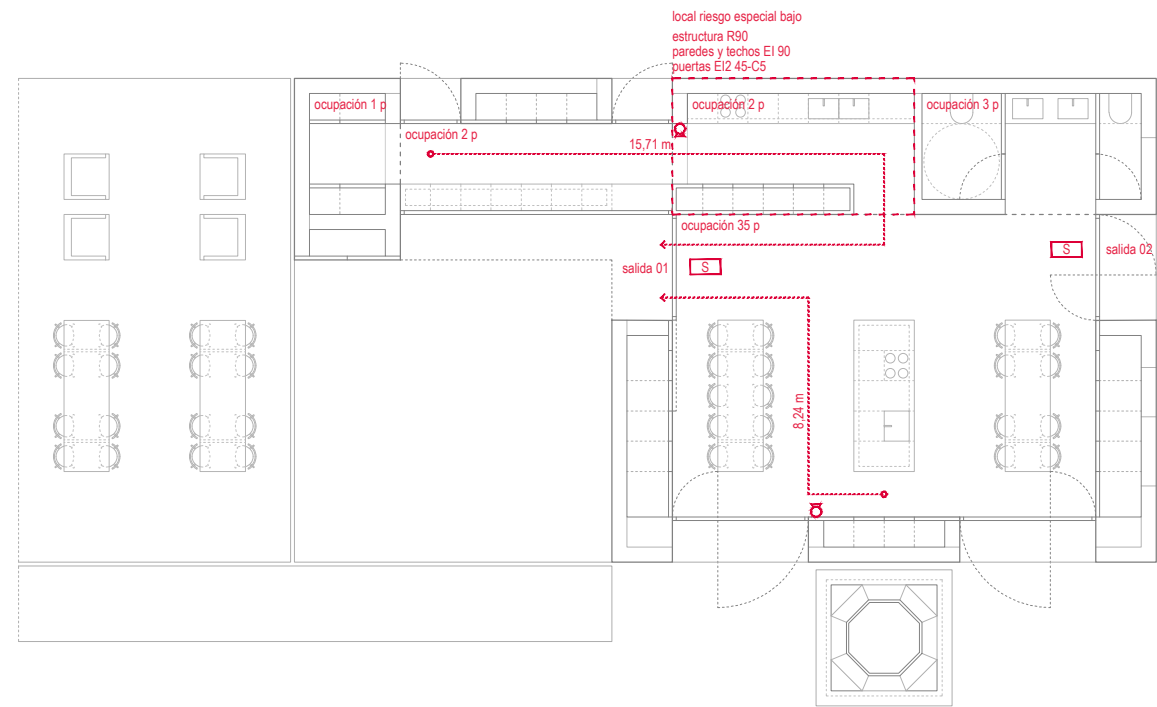 local riesgo especial bajo
estructura R90
paredes y techos EI 90
puertas EI2 45-C5
ocupación 1 p
ocupación 2 p
ocupación 3 p
ocupación 2 p
15,71 m
ocupación 35 p
salida 01
S
S
salida 02
8,24 m